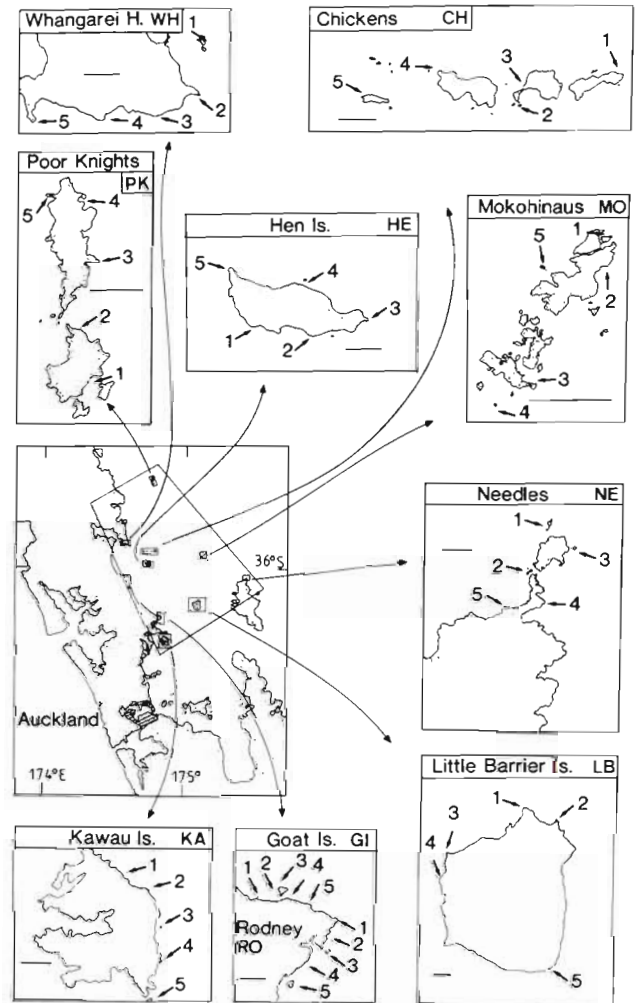 Whangarei H. WH
1
2
5 4 3
Chickens CH
1
3
4
5
2
Poor Knights
PK
5
4
3
2
1
Hen Is. HE
5
4
3
1
2
Mokohinaus MO
1
5
2
3
4
36°S
Auckland
174°E 175°
Needles NE
1
2
3
5
4
Little Barrier Is. LB
1 2
3
4
5
Kawau Is. KA
1
2
3
4
5
Goat Is. GI
1 2 3 4
5
Rodney
RO
1
2
3
4
5